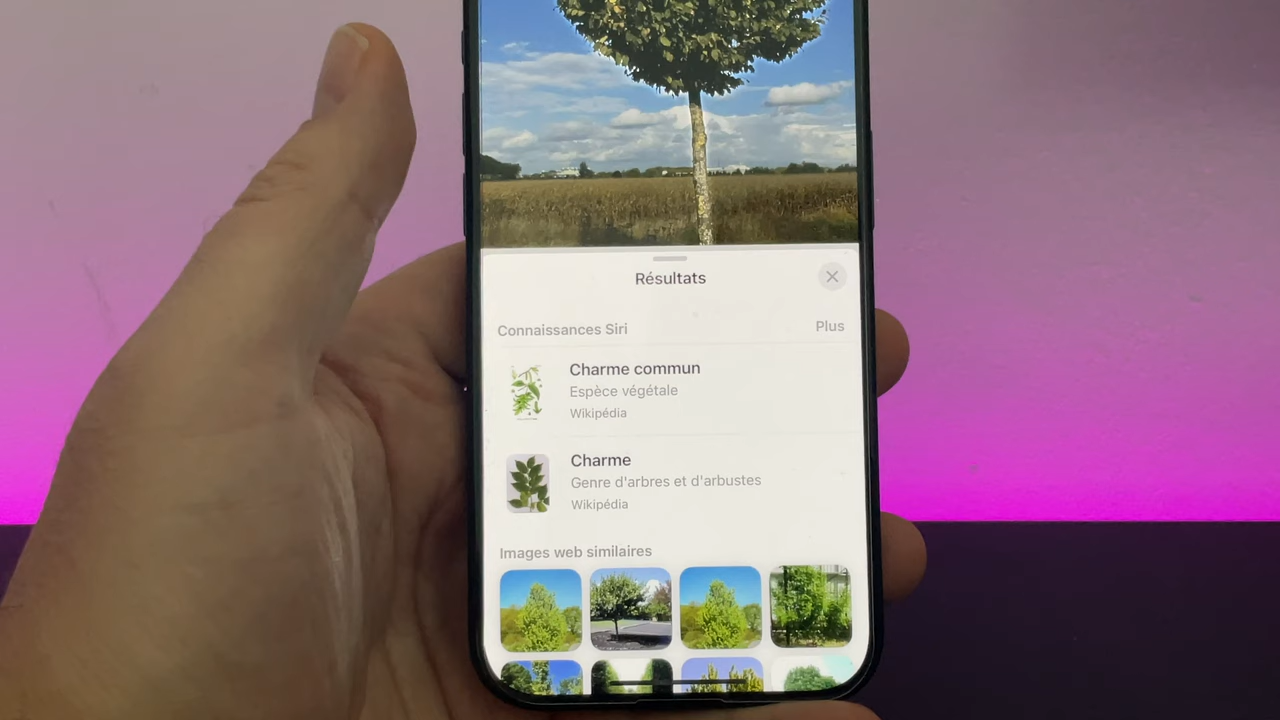 Résultats
Connaissances Siri
Plus
Charme commun
Espèce végétale
Wikipédia
Charme
Genre d'arbres et d'arbustes
Wikipédia
Images web similaires